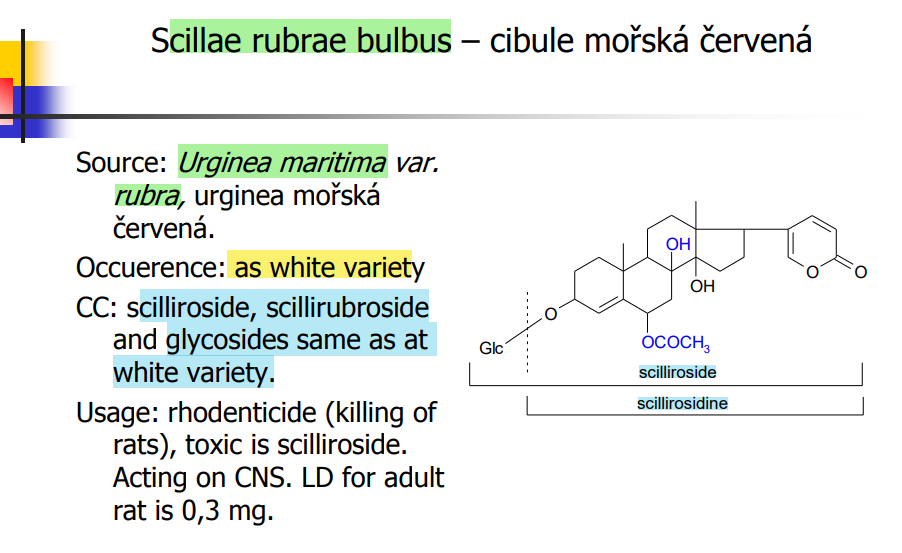 Scillae rubrae bulbus – cibule mořská červená
Source: Urginea maritima var.
rubra, urginea mořská
červená.
Occuerence: as white variety
CC: scilliroside, scillirubroside
and glycosides same as at
white variety.
Usage: rhodenticide (killing of
rats), toxic is scilliroside.
Acting on CNS. LD for adult
rat is 0,3 mg.
OH
OH
O
O
O
Glc
OCOCH3
scilliroside
scillirosidine